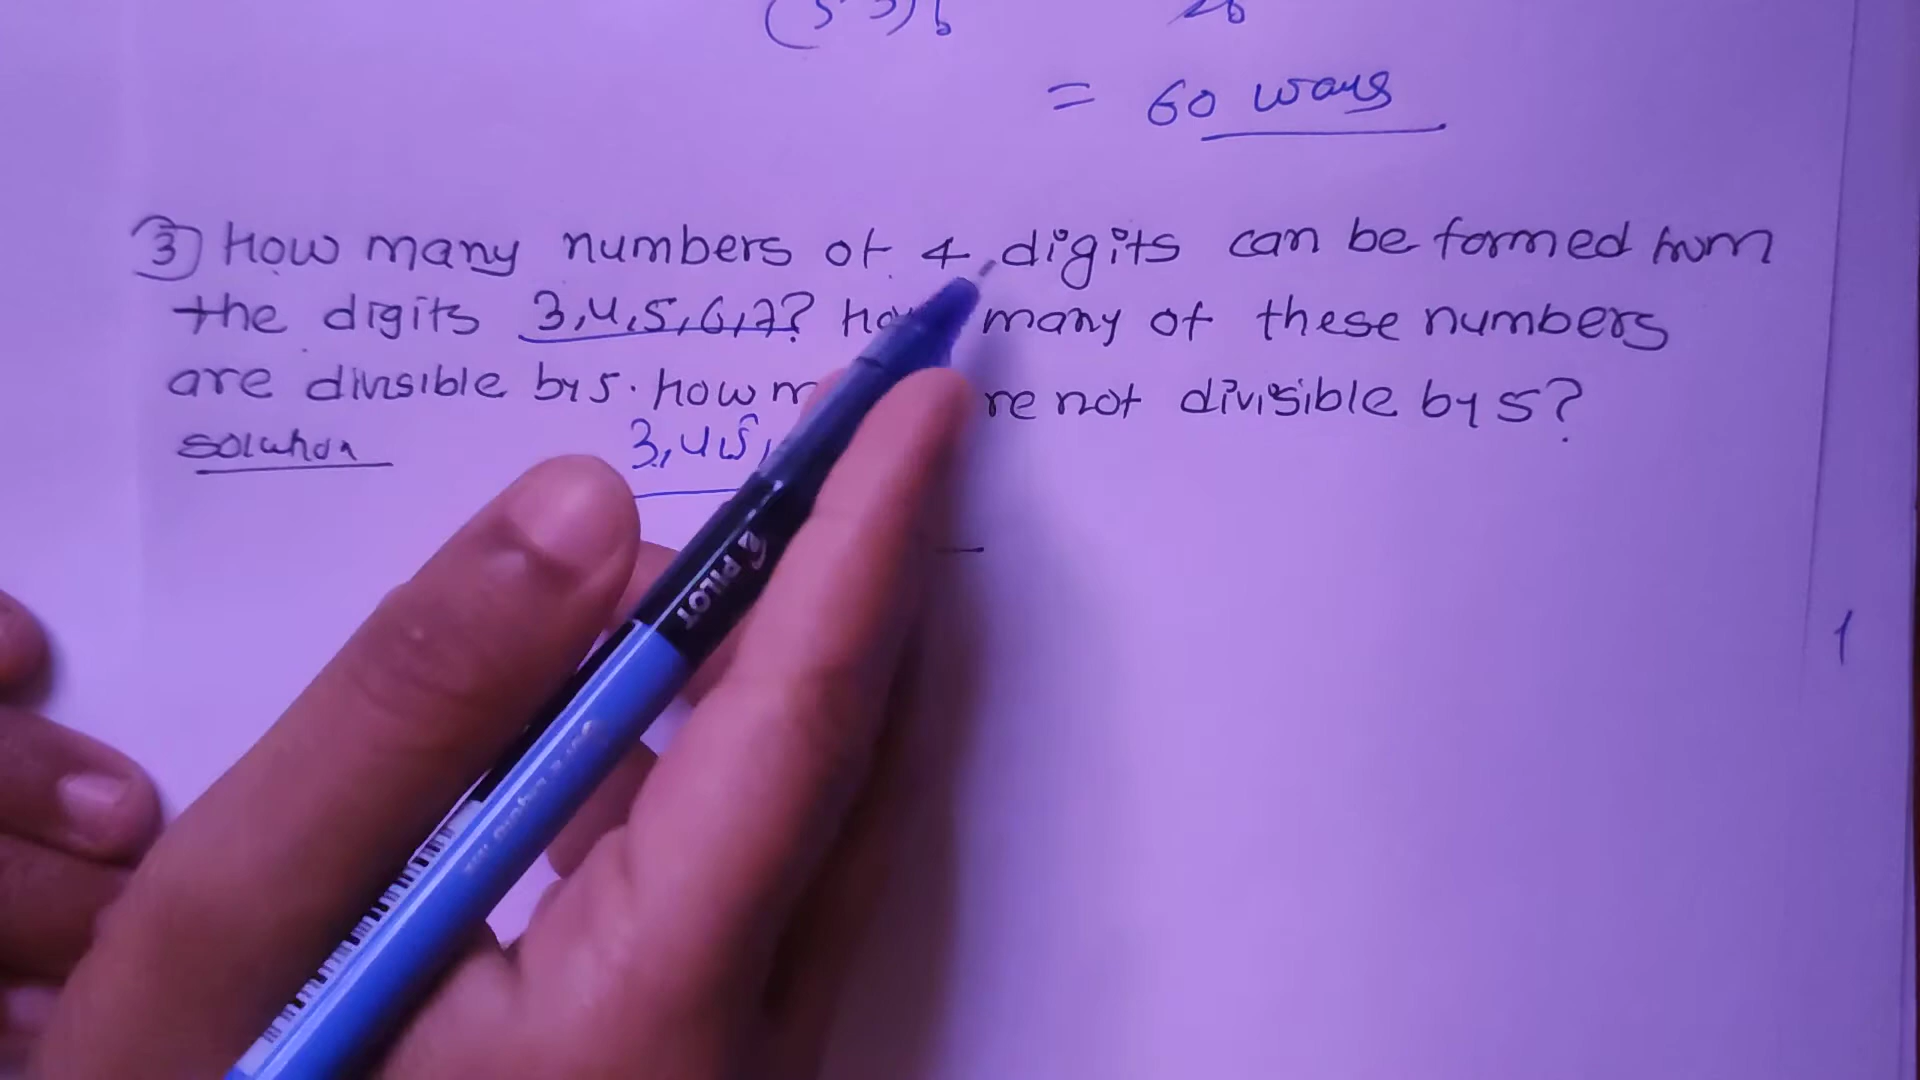 = 60 ways
③ How many numbers of 4 digits can be formed from
the digits 3,4,5,6,7? how many of these numbers
are divisible by 5. how m re not divisible by 5?
solution 3,4,5,
PILOT